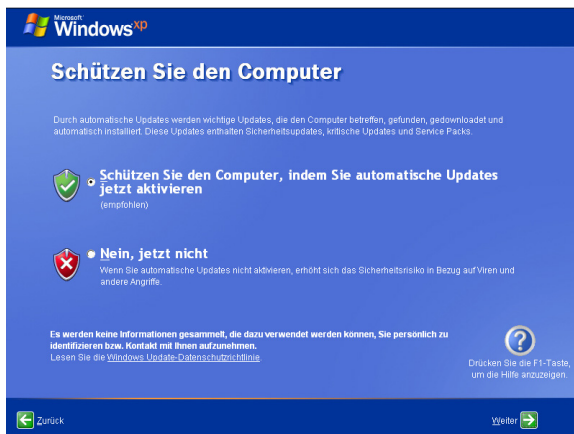 Microsoft
Windows xp
Schützen Sie den Computer
Durch automatische Updates werden wichtige Updates, die den Computer betreffen, gefunden, gedownloadet und
automatisch installiert. Diese Updates enthalten Sicherheitsupdates, kritische Updates und Service Packs.
Schützen Sie den Computer, indem Sie automatische Updates
jetzt aktivieren
(empfohlen)
Nein, jetzt nicht
Wenn Sie automatische Updates nicht aktivieren, erhöht sich das Sicherheitsrisiko in Bezug auf Viren und
andere Angriffe.
Es werden keine Informationen gesammelt, die dazu verwendet werden können, Sie persönlich zu
identifizieren bzw. Kontakt mit Ihnen aufzunehmen.
Lesen Sie die Windows Update-Datenschutzrichtlinie.
Drücken Sie die F1-Taste,
um die Hilfe anzuzeigen.
Zurück
Weiter